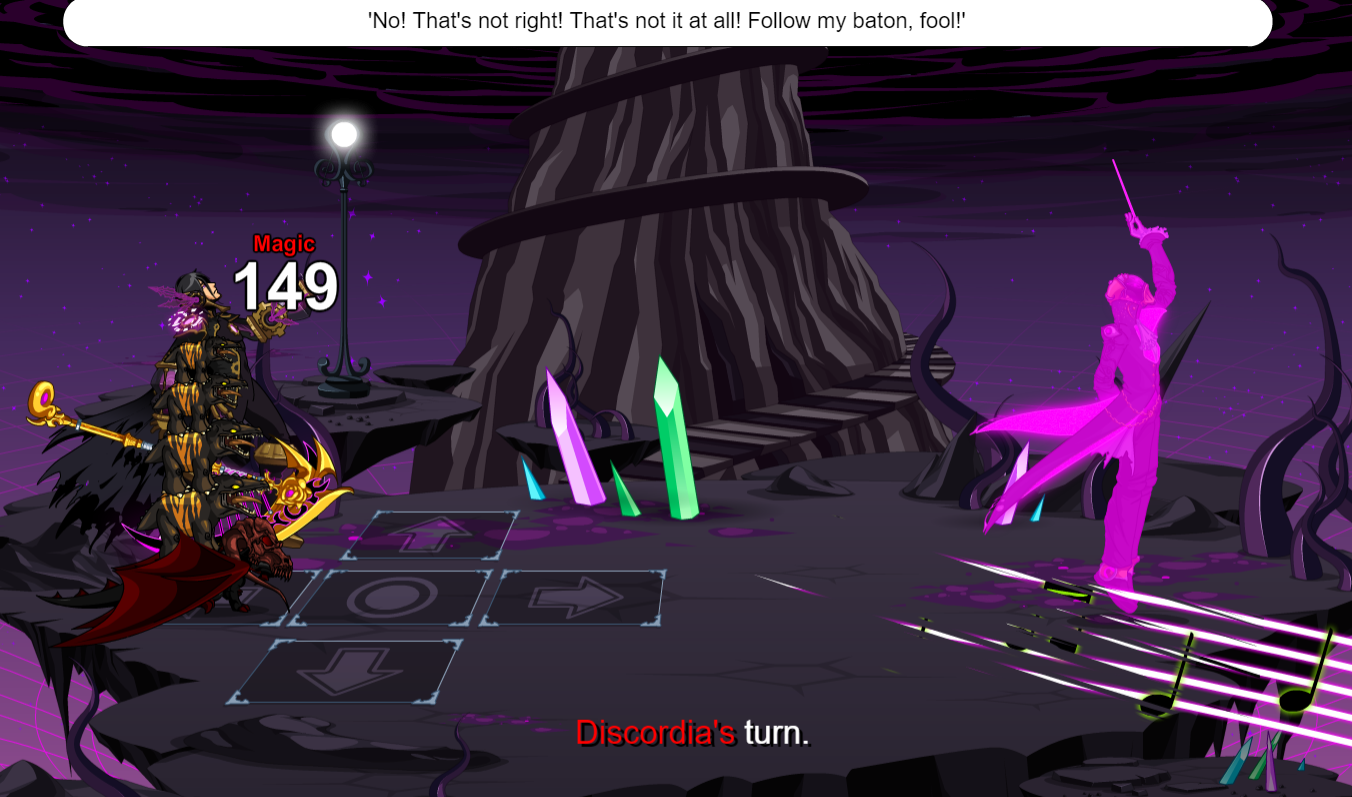 'No! That's not right! That's not it at all! Follow my baton, fool!'
Magic
149
Discordia's turn.